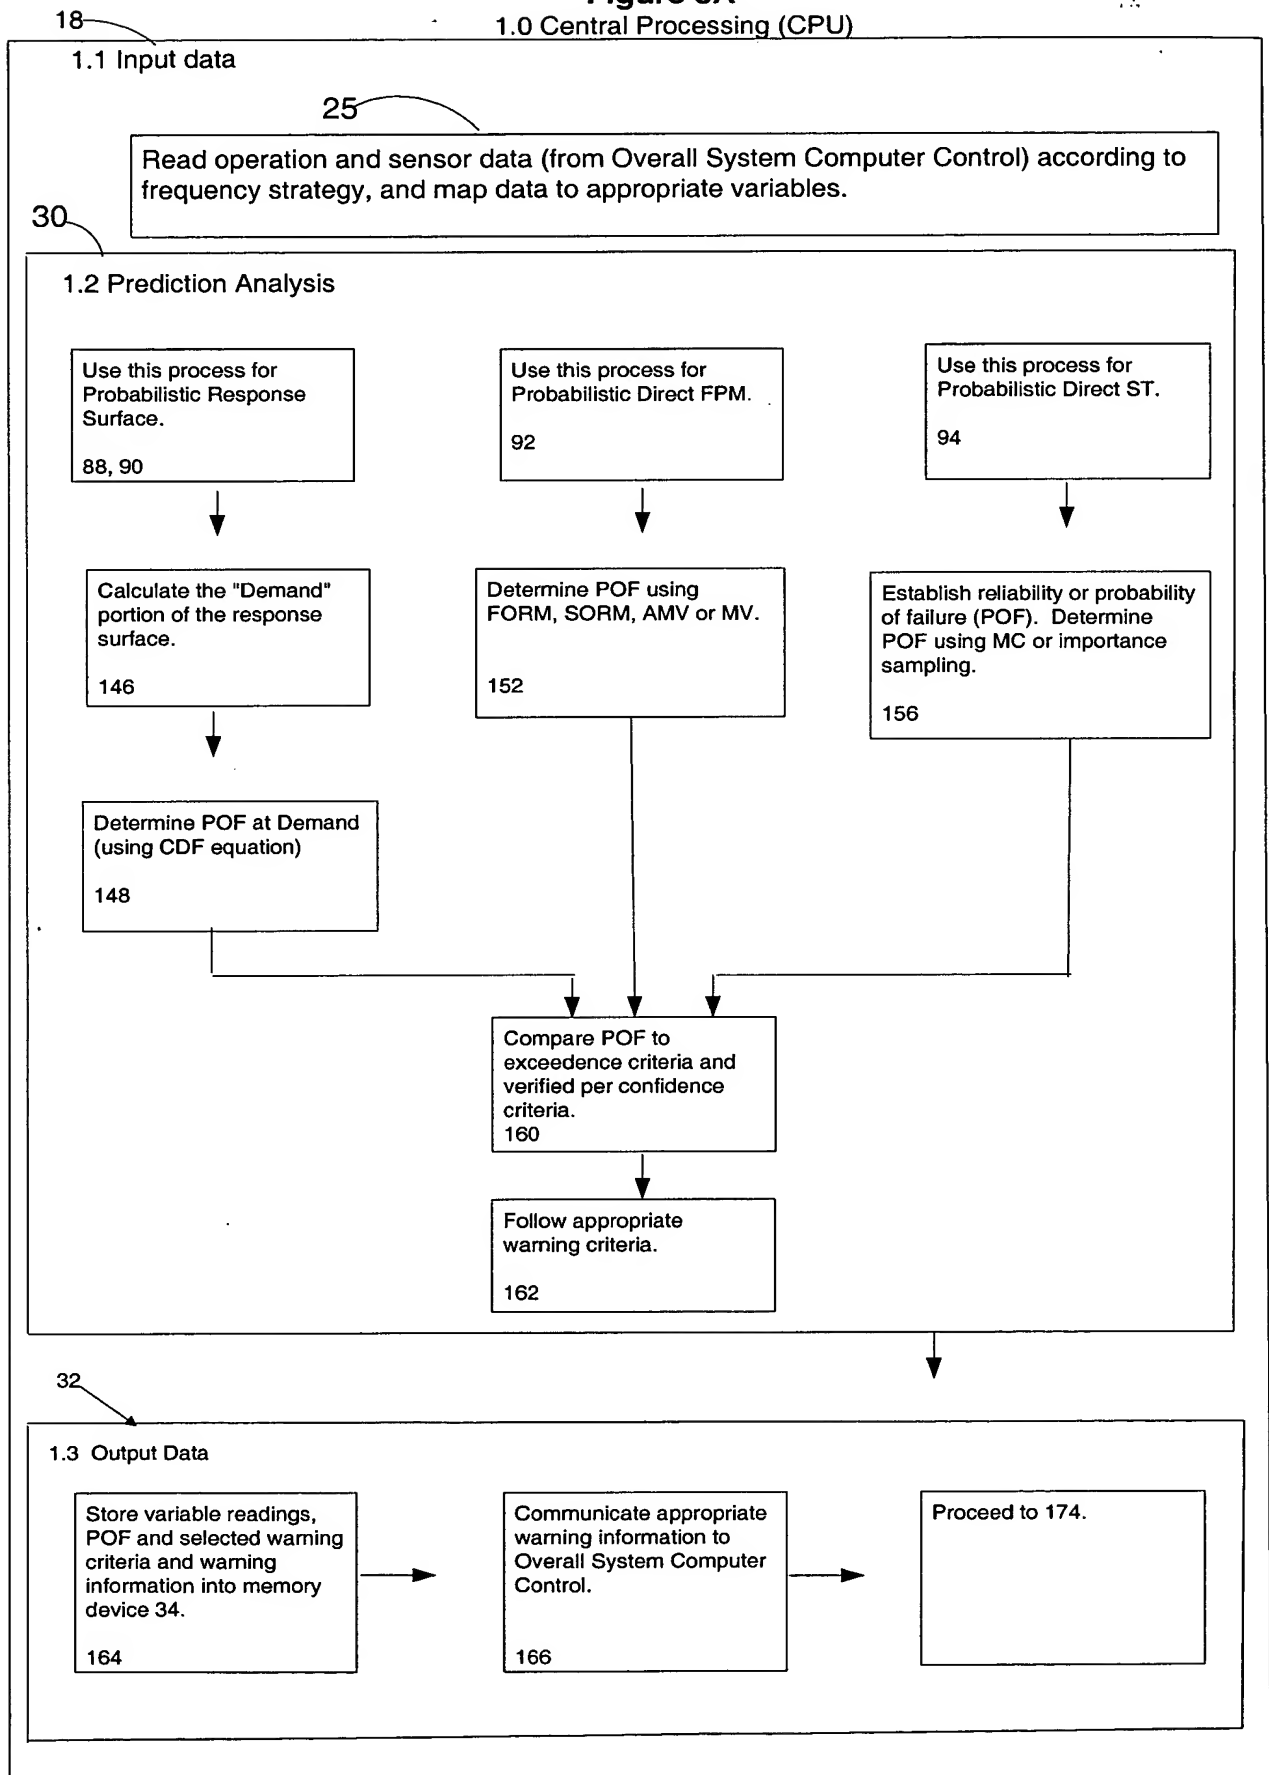 1.0 Central Processing (CPU)
18
1.1 Input data
25
Read operation and sensor data (from Overall System Computer Control) according to
frequency strategy, and map data to appropriate variables.
30
1.2 Prediction Analysis
Use this process for
Probabilistic Response
Surface.
88, 90
Use this process for
Probabilistic Direct FPM.
92
Use this process for
Probabilistic Direct ST.
94
Calculate the "Demand"
portion of the response
surface.
146
Determine POF using
FORM, SORM, AMV or MV.
152
Establish reliability or probability
of failure (POF). Determine
POF using MC or importance
sampling.
156
Determine POF at Demand
(using CDF equation)
148
Compare POF to
exceedence criteria and
verified per confidence
criteria.
160
Follow appropriate
warning criteria.
162
32
1.3 Output Data
Store variable readings,
POF and selected warning
criteria and warning
information into memory
device 34.
164
Communicate appropriate
warning information to
Overall System Computer
Control.
166
Proceed to 174.